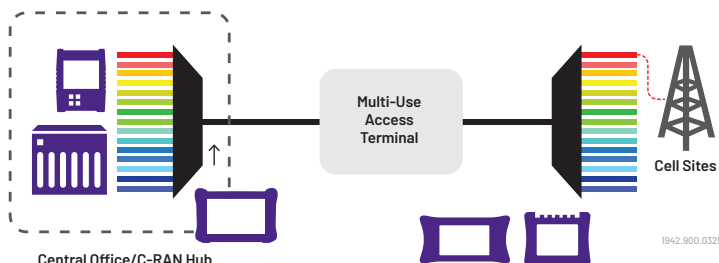 Multi-Use
Access
Terminal
Cell Sites
Central Office/C-RAN Hub